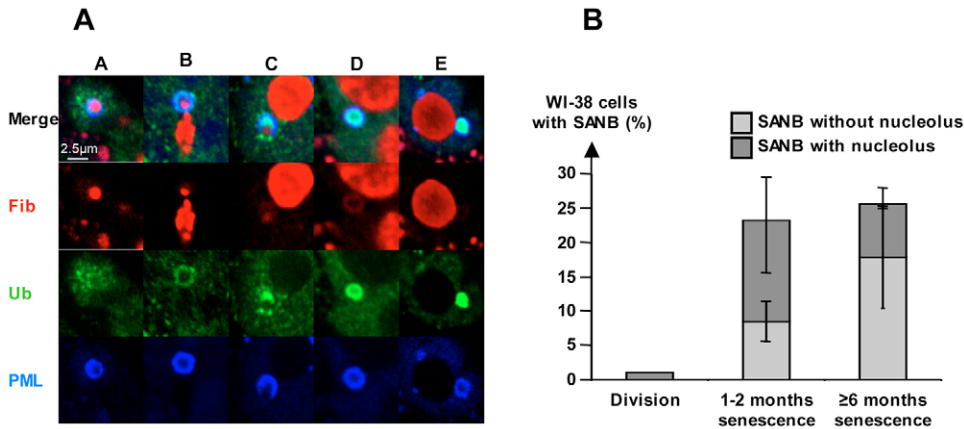 A
A B C D E
Merge
2.5µm
Fib
Ub
PML
B
WI-38 cells
with SANB (%)
SANB without nucleolus
SANB with nucleolus
30
25
20
15
10
5
0
Division
1-2 months
senescence
≥6 months
senescence